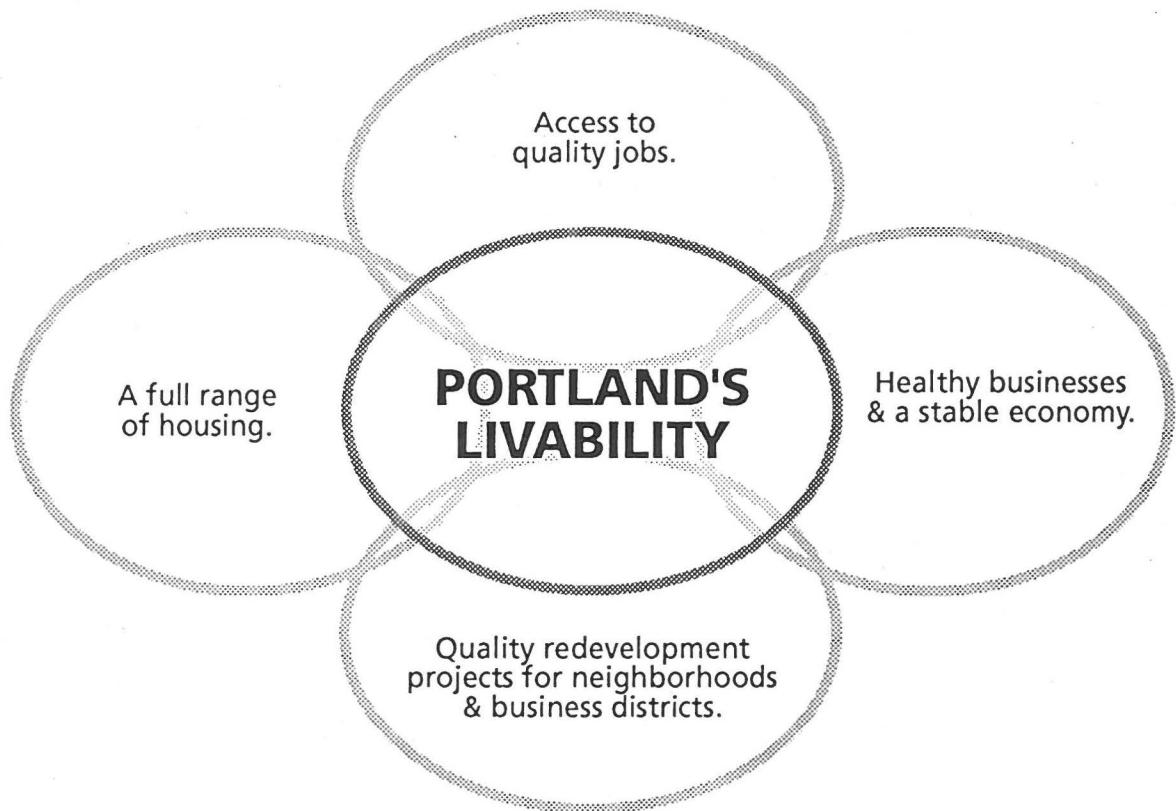 Access to
quality jobs.
A full range
of housing.
PORTLAND'S
LIVABILITY
Healthy businesses
& a stable economy.
Quality redevelopment
projects for neighborhoods
& business districts.